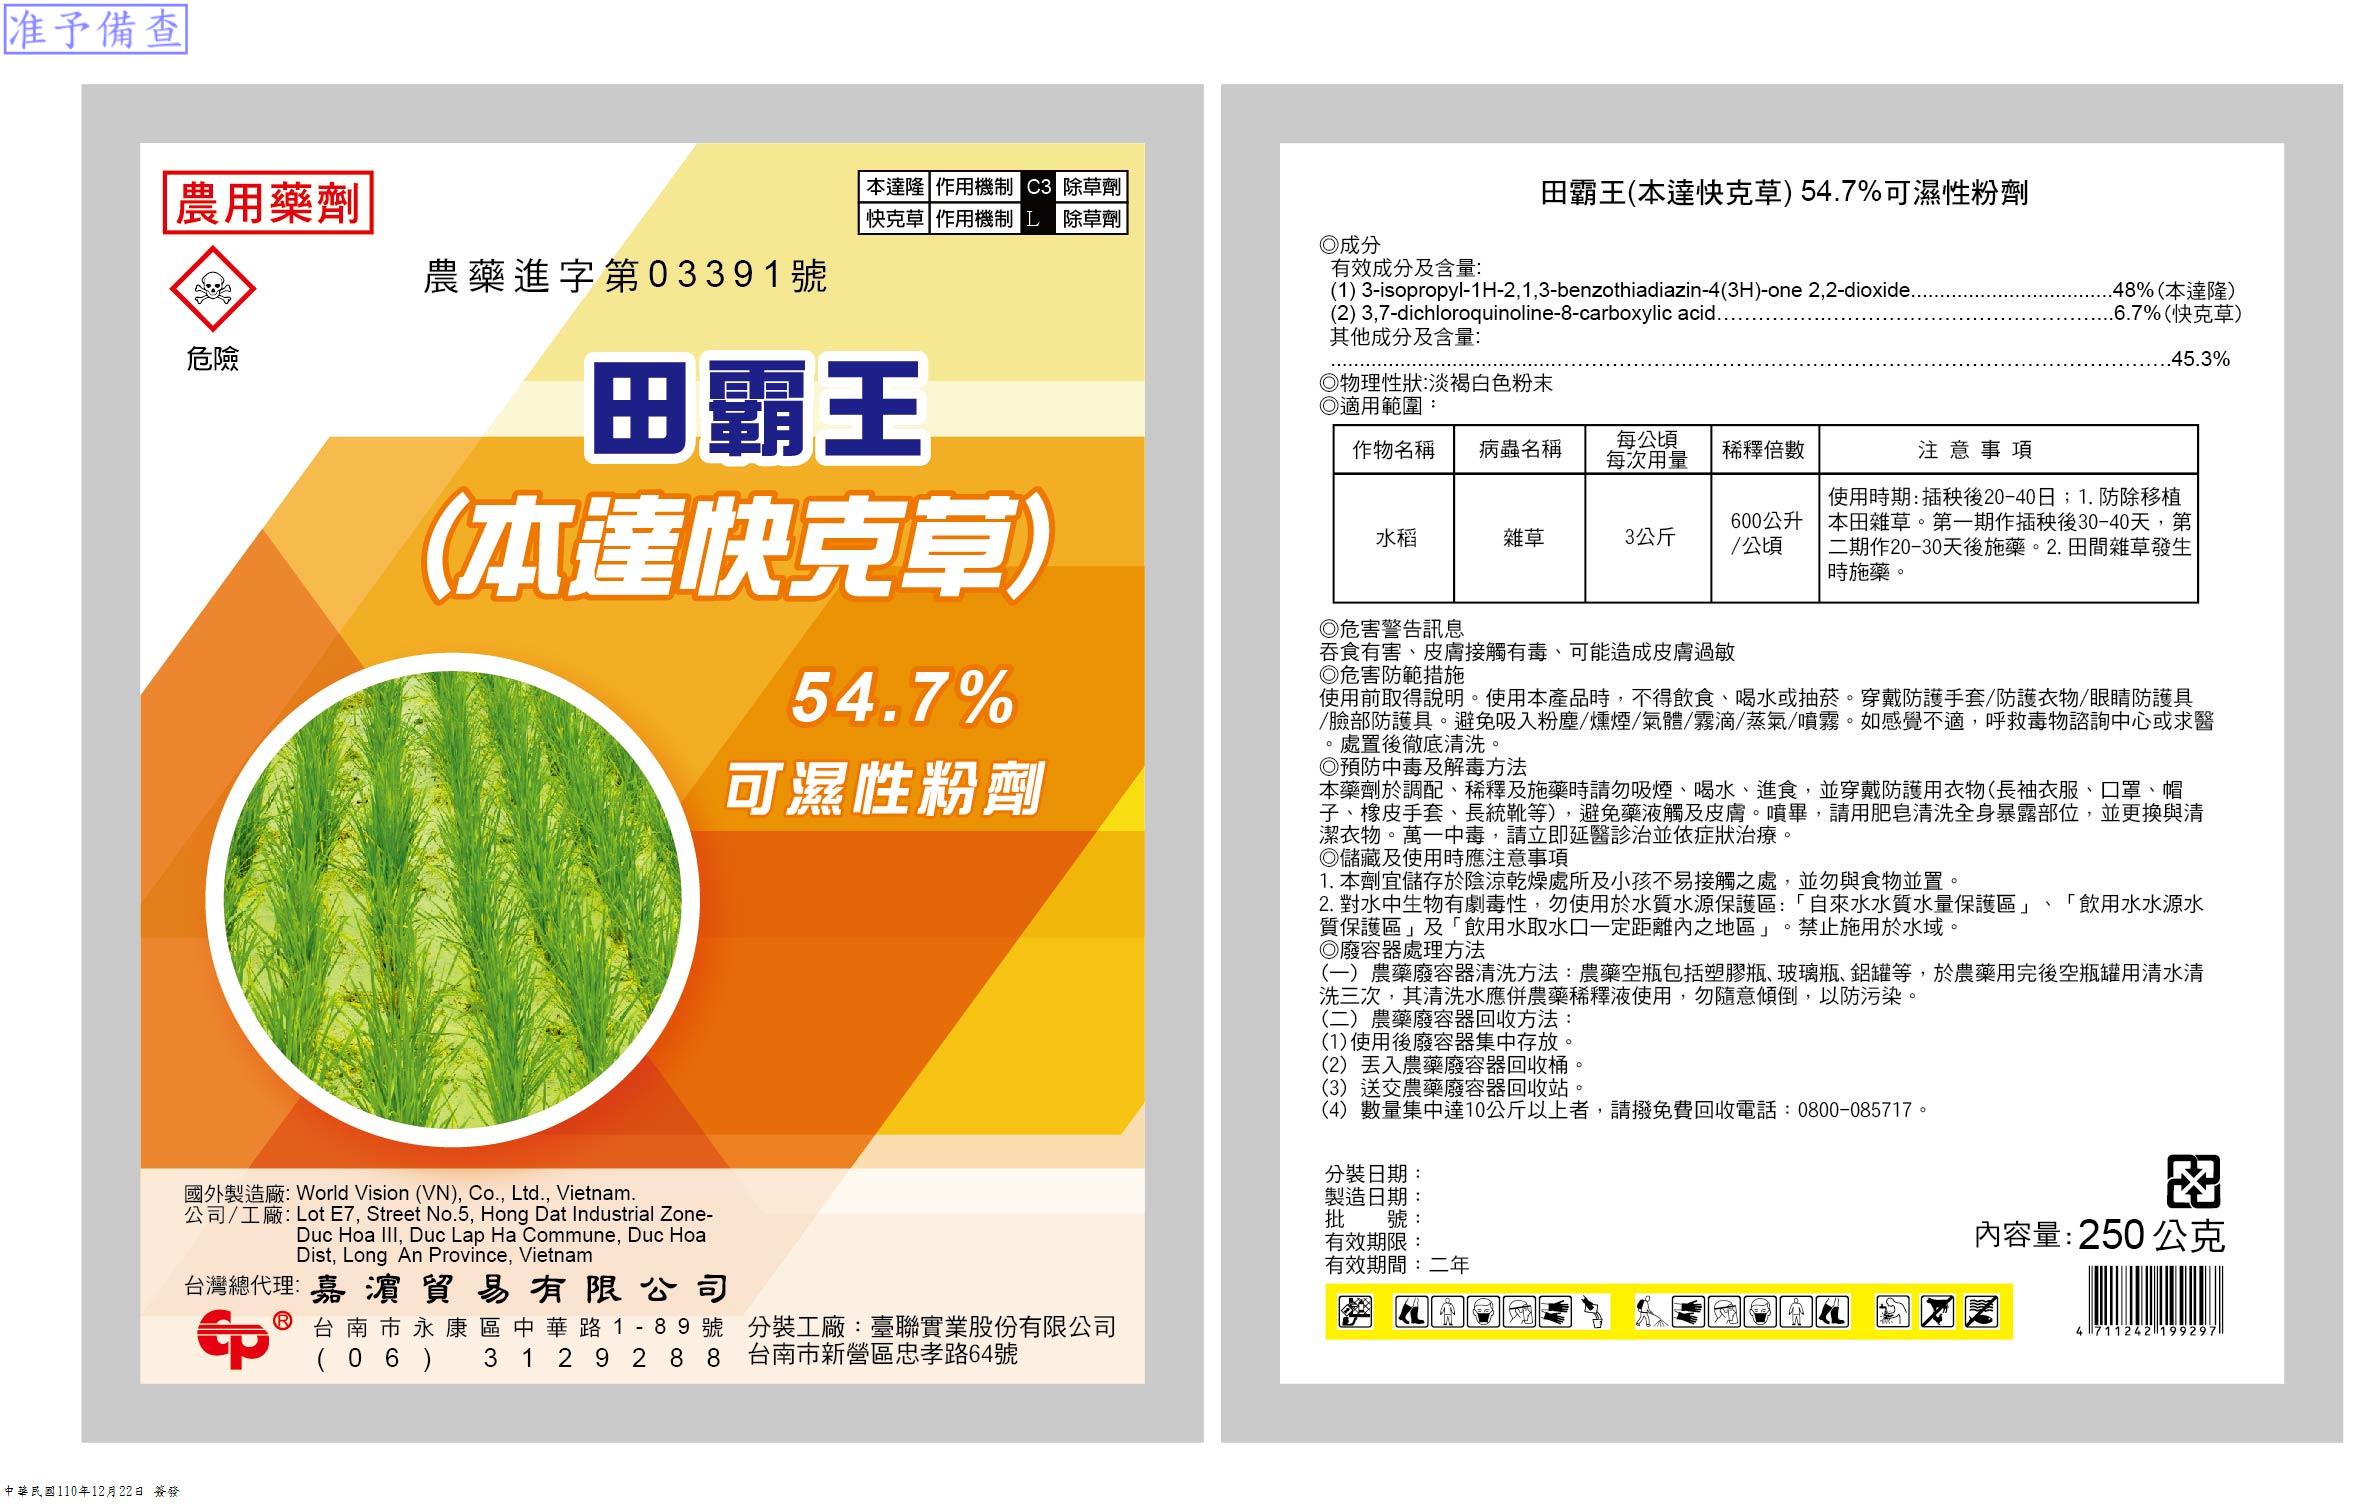 准予備查
農用藥劑
危險
本達隆 作用機制 C3 除草劑
快克草 作用機制 L 除草劑
農藥進字第03391號
田霸王
(本達快克草)
54.7%
可濕性粉劑
國外製造廠: World Vision (VN), Co., Ltd., Vietnam.
公司/工廠: Lot E7, Street No.5, Hong Dat Industrial Zone-
Duc Hoa III, Duc Lap Ha Commune, Duc Hoa
Dist, Long An Province, Vietnam
台灣總代理: 嘉濱貿易有限公司
CP®
台南市永康區中華路1-89號
(06) 3129288
分裝工廠：臺聯實業股份有限公司
台南市新營區忠孝路64號
田霸王(本達快克草) 54.7%可濕性粉劑
◎成分
有效成分及含量:
(1) 3-isopropyl-1H-2,1,3-benzothiadiazin-4(3H)-one 2,2-dioxide...................................48%(本達隆)
(2) 3,7-dichloroquinoline-8-carboxylic acid............................................................6.7%(快克草)
其他成分及含量:
..........................................................................................................................45.3%
◎物理性狀:淡褐白色粉末
◎適用範圍：
作物名稱 病蟲名稱 每公頃每次用量 稀釋倍數 注意事項
水稻 雜草 3公斤 600公升/公頃
使用時期:插秧後20-40日；1.防除移植
本田雜草。第一期作插秧後30-40天，第
二期作20-30天後施藥。2.田間雜草發生
時施藥。
◎危害警告訊息
吞食有害、皮膚接觸有毒、可能造成皮膚過敏
◎危害防範措施
使用前取得說明。使用本產品時，不得飲食、喝水或抽菸。穿戴防護手套/防護衣物/眼睛防護具
/臉部防護具。避免吸入粉塵/燻煙/氣體/霧滴/蒸氣/噴霧。如感覺不適，呼救毒物諮詢中心或求醫
。處置後徹底清洗。
◎預防中毒及解毒方法
本藥劑於調配、稀釋及施藥時請勿吸煙、喝水、進食，並穿戴防護用衣物(長袖衣服、口罩、帽
子、橡皮手套、長統靴等)，避免藥液觸及皮膚。噴畢，請用肥皂清洗全身暴露部位，並更換與清
潔衣物。萬一中毒，請立即延醫診治並依症狀治療。
◎儲藏及使用時應注意事項
1.本劑宜儲存於陰涼乾燥處所及小孩不易接觸之處，並勿與食物並置。
2.對水中生物有劇毒性，勿使用於水質水源保護區:「自來水水質水量保護區」、「飲用水水源水
質保護區」及「飲用水取水口一定距離內之地區」。禁止施用於水域。
◎廢容器處理方法
(一) 農藥廢容器清洗方法：農藥空瓶包括塑膠瓶、玻璃瓶、鋁罐等，於農藥用完後空瓶罐用清水清
洗三次，其清洗水應併農藥稀釋液使用，勿隨意傾倒，以防污染。
(二) 農藥廢容器回收方法：
(1)使用後廢容器集中存放。
(2) 丟入農藥廢容器回收桶。
(3) 送交農藥廢容器回收站。
(4) 數量集中達10公斤以上者，請撥免費回收電話：0800-085717。
分裝日期：
製造日期：
批　　號：
有效期限：
有效期間：二年
內容量: 250公克
4 711242 199297
中華民國110年12月22日 簽發